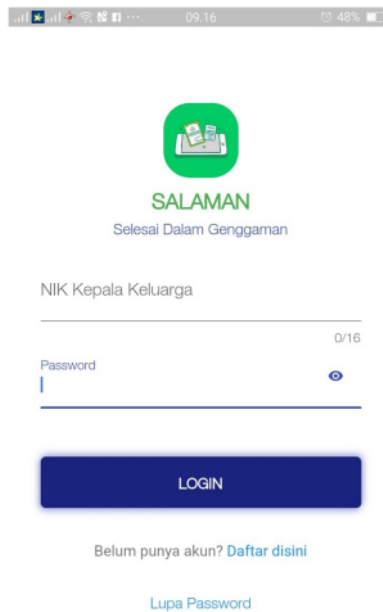 09.16 48%
SALAMAN
Selesai Dalam Genggaman
NIK Kepala Keluarga
0/16
Password
LOGIN
Belum punya akun? Daftar disini
Lupa Password